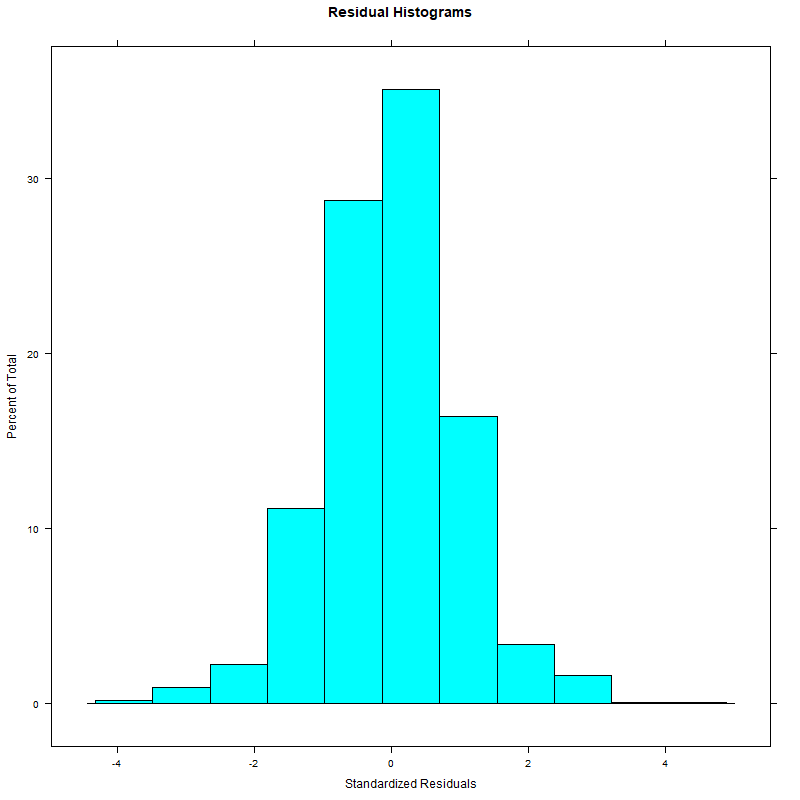 Residual Histograms
30
20
10
0
Percent of Total
-4 -2 0 2 4
Standardized Residuals